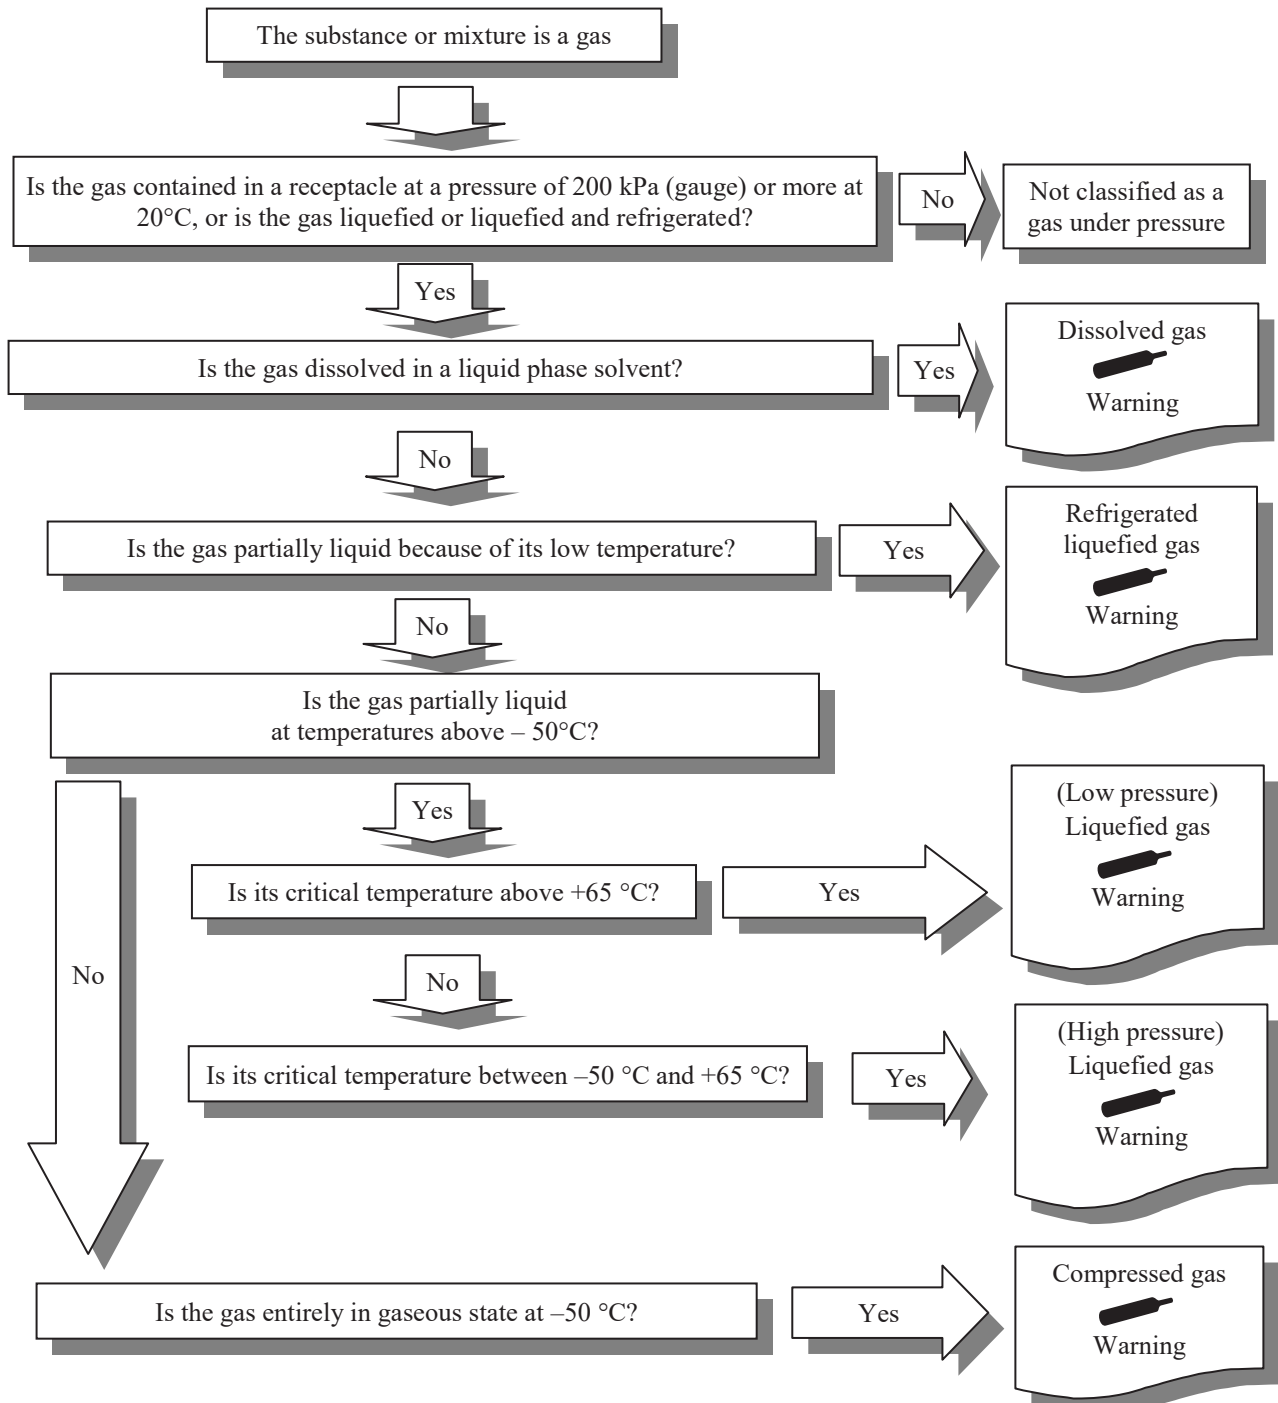 The substance or mixture is a gas
Is the gas contained in a receptacle at a pressure of 200 kPa (gauge) or more at
20°C, or is the gas liquefied or liquefied and refrigerated?
No
Not classified as a
gas under pressure
Yes
Is the gas dissolved in a liquid phase solvent?
Yes
Dissolved gas
Warning
No
Is the gas partially liquid because of its low temperature?
Yes
Refrigerated
liquefied gas
Warning
No
Is the gas partially liquid
at temperatures above – 50°C?
Yes
Is its critical temperature above +65 °C?
Yes
(Low pressure)
Liquefied gas
Warning
No
No
Is its critical temperature between –50 °C and +65 °C?
Yes
(High pressure)
Liquefied gas
Warning
Is the gas entirely in gaseous state at –50 °C?
Yes
Compressed gas
Warning